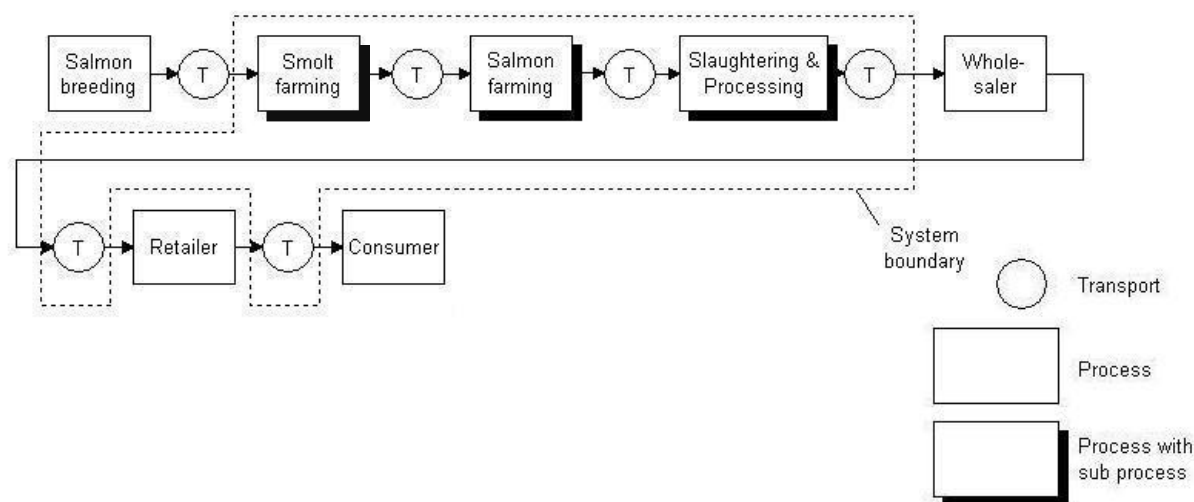 Salmon
breeding
T
Smolt
farming
T
Salmon
farming
T
Slaughtering &
Processing
T
Whole-
saler
T
Retailer
T
Consumer
System
boundary
Transport
Process
Process with
sub process